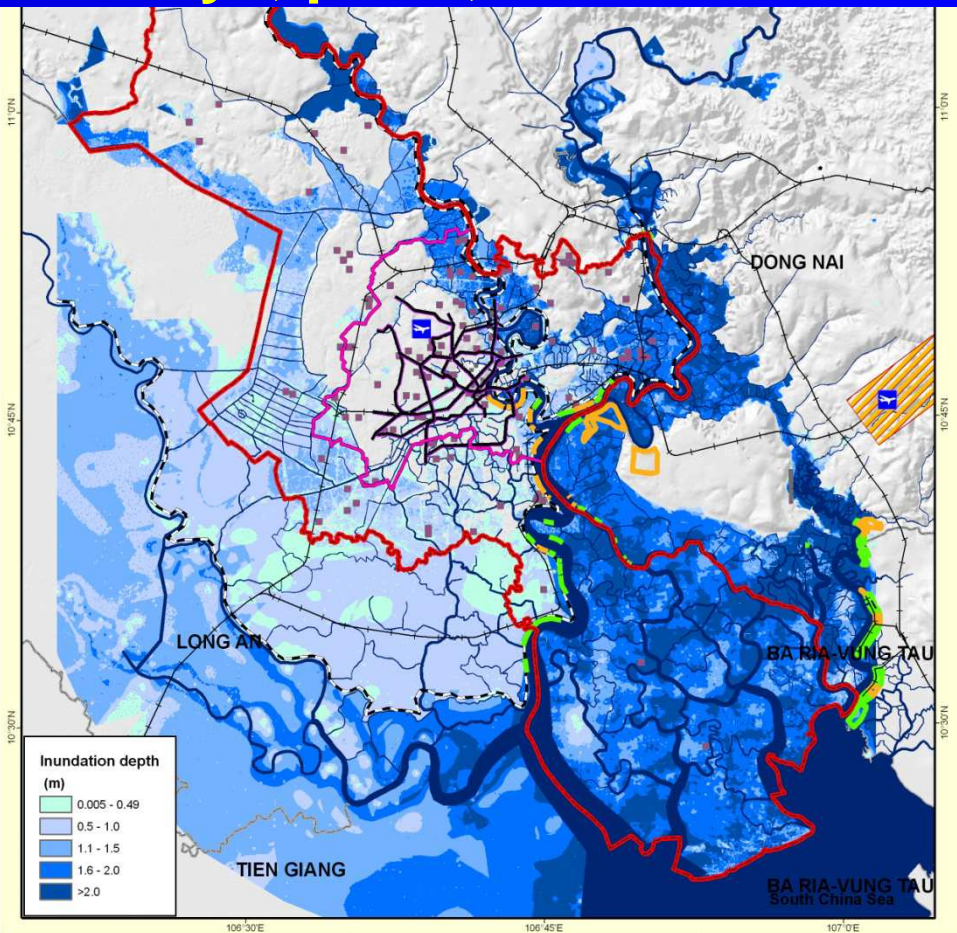 11°0'N
11°0'N
DONG NAI
10°45'N
10°45'N
LONG AN
BA RIA-VUNG TAU
10°30'N
10°30'N
Inundation depth
(m)
0.005 - 0.49
0.5 - 1.0
1.1 - 1.5
1.6 - 2.0
>2.0
TIEN GIANG
BA RIA-VUNG TAU
South China Sea
106°30'E
106°45'E
107°0'E